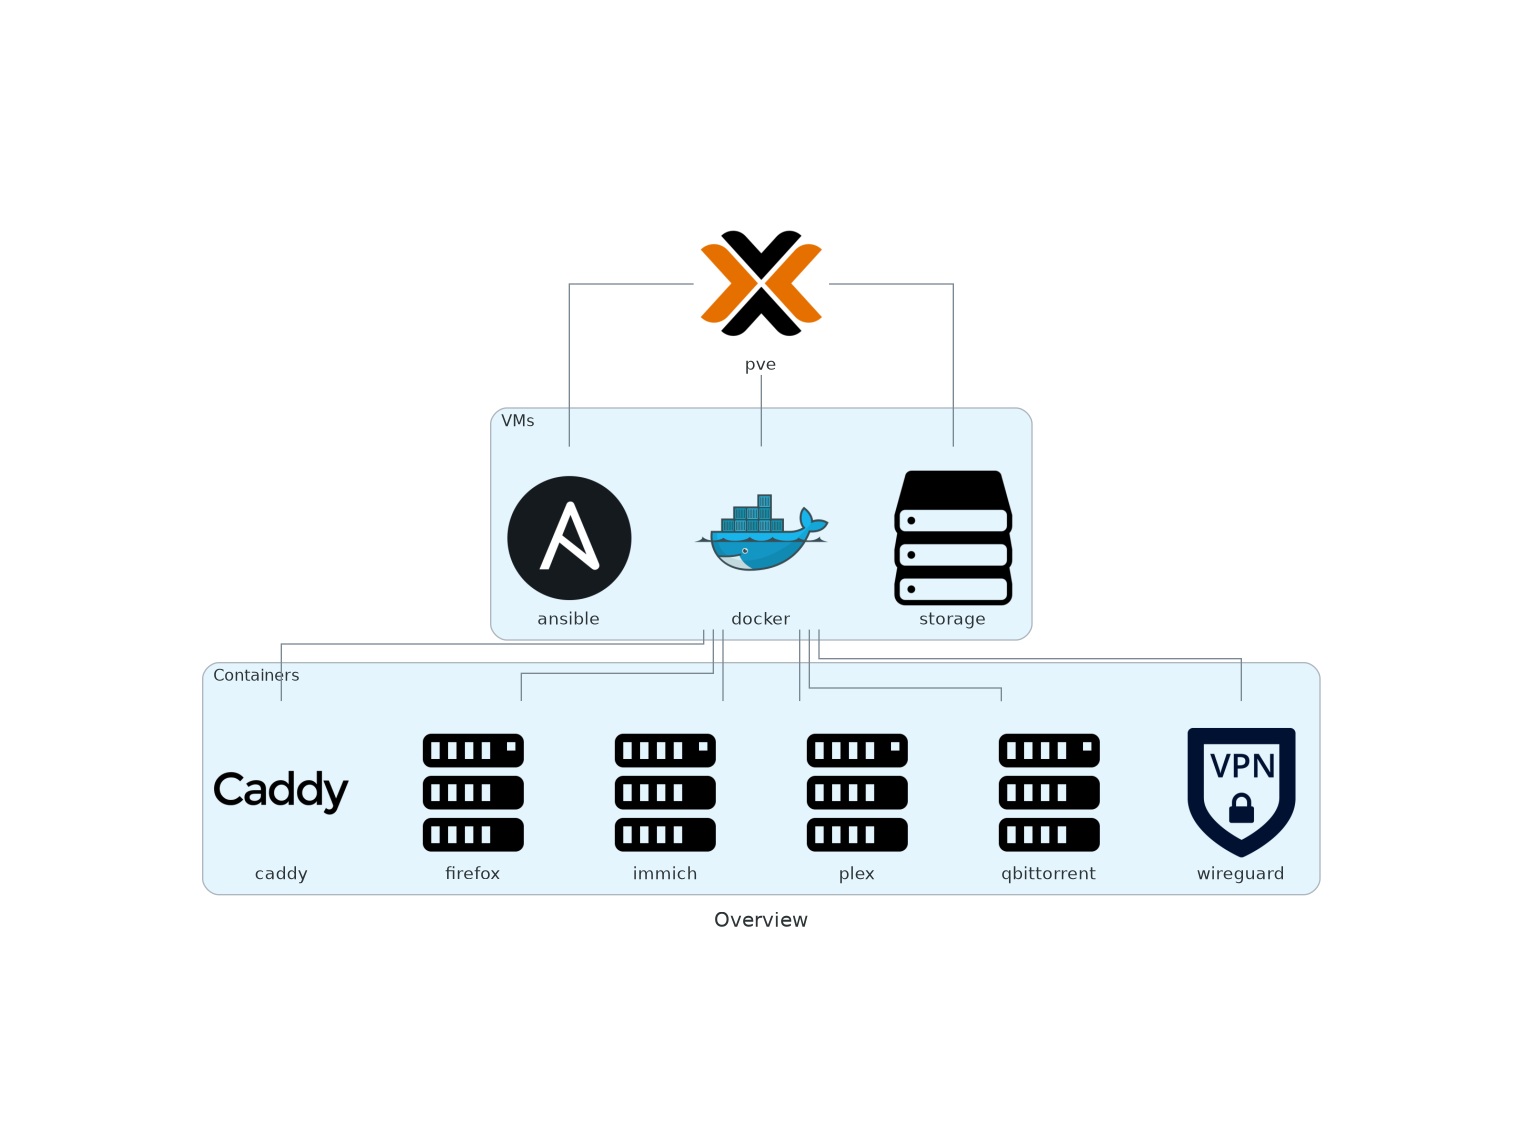 pve
VMs
ansible
docker
storage
Containers
Caddy
VPN
caddy
firefox
immich
plex
qbittorrent
wireguard
Overview